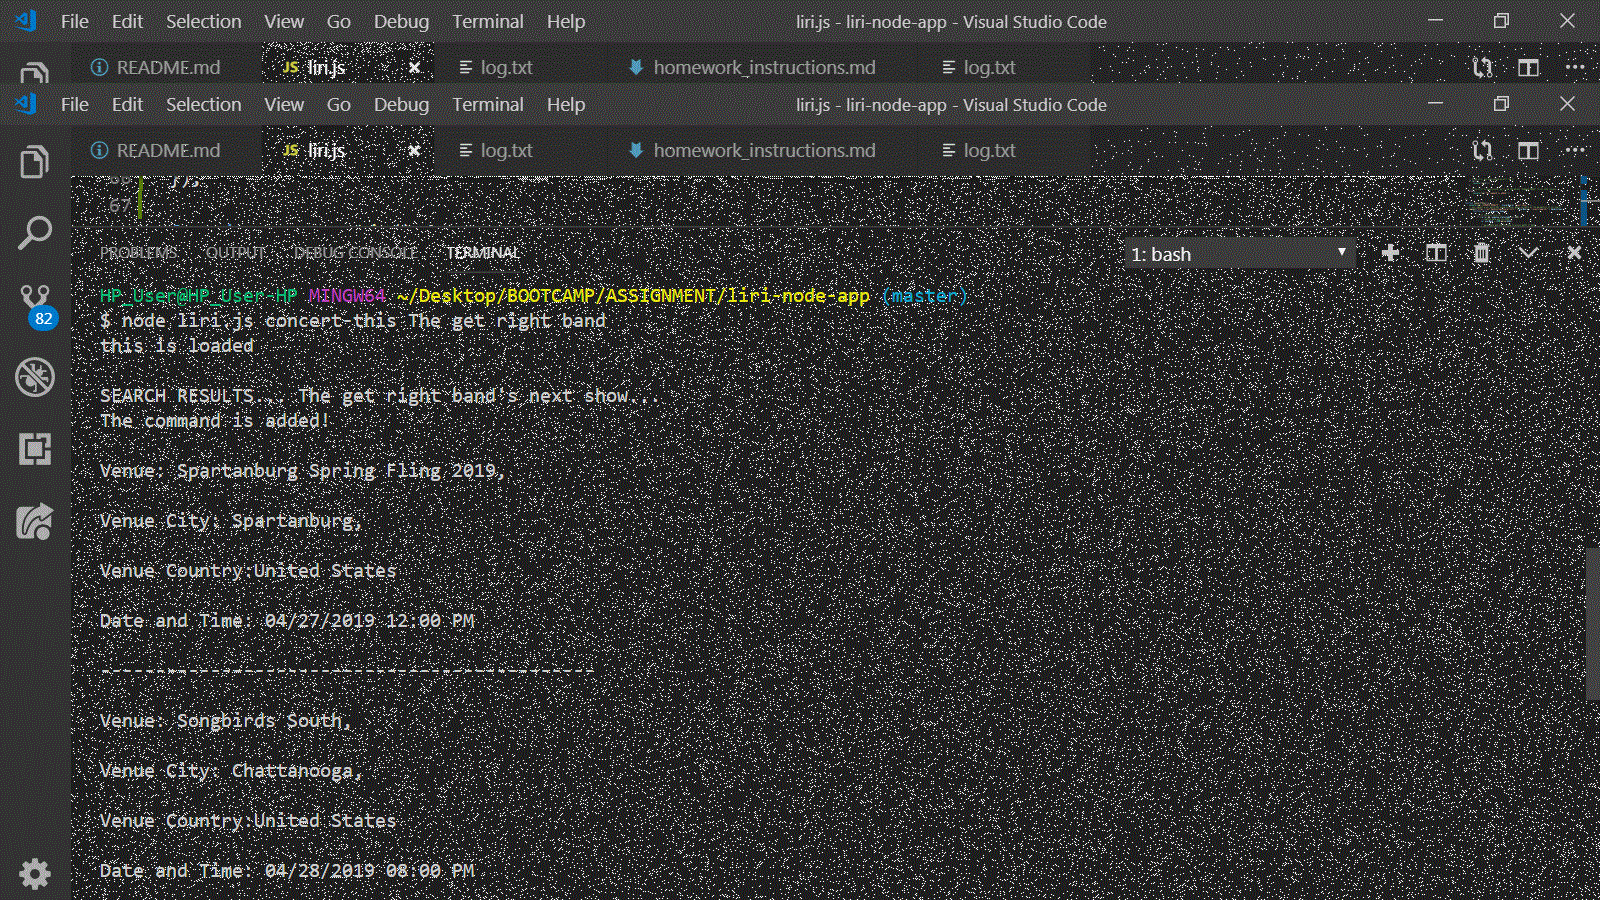 File Edit Selection View Go Debug Terminal Help liri.js - liri-node-app - Visual Studio Code
README.md JS liri.js log.txt homework_instructions.md log.txt
File Edit Selection View Go Debug Terminal Help liri.js - liri-node-app - Visual Studio Code
README.md JS liri.js log.txt homework_instructions.md log.txt
67
PROBLEMS OUTPUT DEBUG CONSOLE TERMINAL 1: bash
HP_User@HP_User-HP MINGW64 ~/Desktop/BOOTCAMP/ASSIGNMENT/liri-node-app (master)
$ node liri.js concert-this The get right band
this is loaded
SEARCH RESULTS... The get right band's next show...
The command is added!
Venue: Spartanburg Spring Fling 2019,
82
Venue City: Spartanburg,
Venue Country:United States
Date and Time: 04/27/2019 12:00 PM
---------------------------------------------
Venue: Songbirds South,
Venue City: Chattanooga,
Venue Country:United States
Date and Time: 04/28/2019 08:00 PM